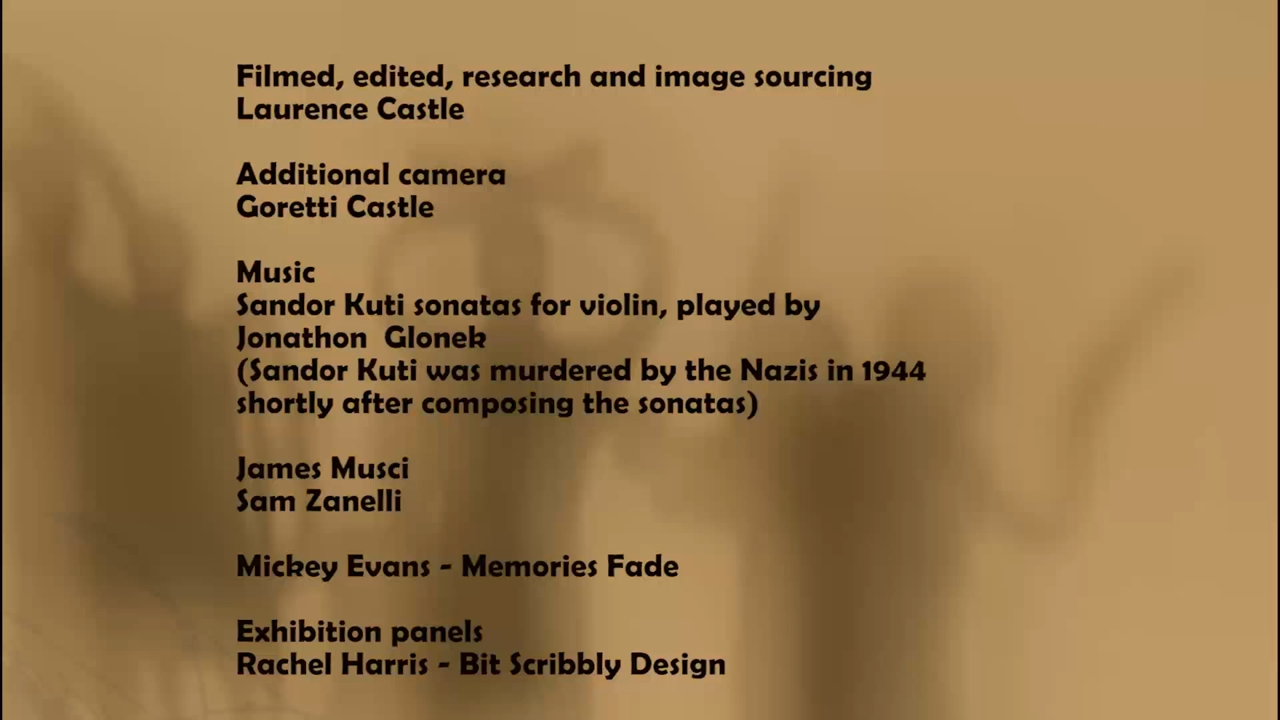 Filmed, edited, research and image sourcing
Laurence Castle
Additional camera
Goretti Castle
Music
Sandor Kuti sonatas for violin, played by
Jonathon  Glonek
(Sandor Kuti was murdered by the Nazis in 1944
shortly after composing the sonatas)
James Musci
Sam Zanelli
Mickey Evans - Memories Fade
Exhibition panels
Rachel Harris - Bit Scribbly Design